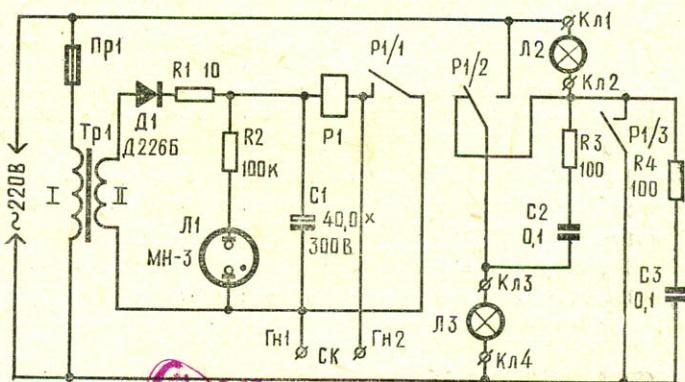 Кл1
Пр1
Л2
R1 10
Р1/1
Р1/2
Кл2
Д1
Р1
Р1/3
Тр1
Д226Б
R2
100к
R3
100
R4
100
~220В
I
II
С1
40,0 х
300В
С2
0,1
Л1
МН-3
Кл3
С3
0,1
Л3
Гн1
СК
Гн2
Кл4